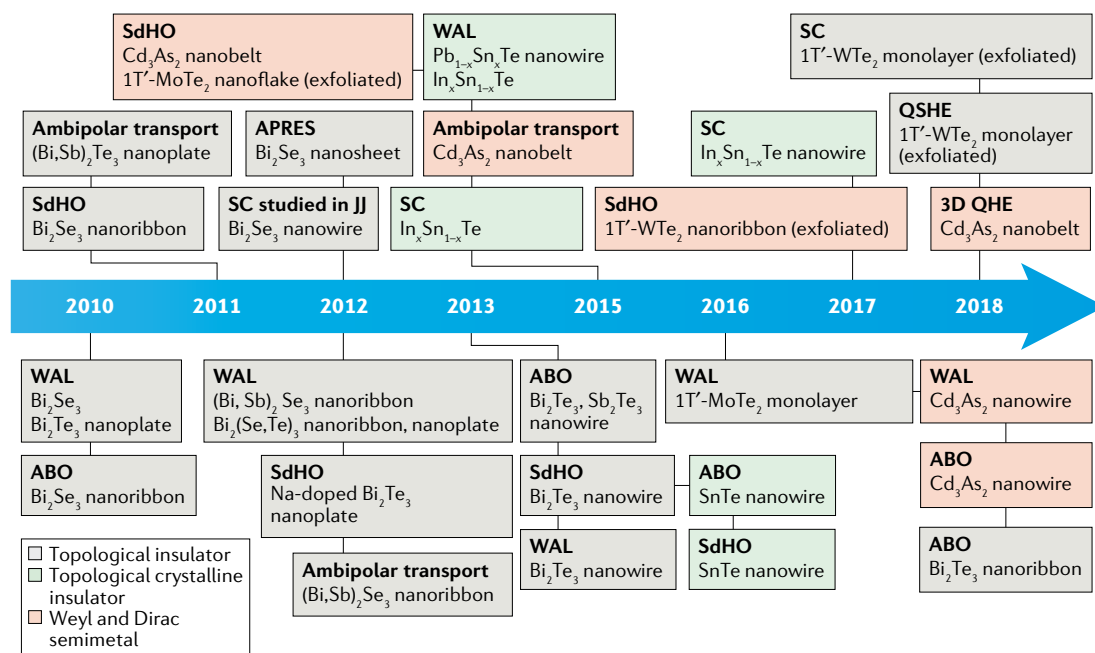 SdHO
Cd₃As₂ nanobelt
1T′-MoTe₂ nanoflake (exfoliated)
WAL
Pb₁₋ₓSnₓTe nanowire
InₓSn₁₋ₓTe
SC
1T′-WTe₂ monolayer (exfoliated)
Ambipolar transport
(Bi,Sb)₂Te₃ nanoplate
APRES
Bi₂Se₃ nanosheet
Ambipolar transport
Cd₃As₂ nanobelt
SC
InₓSn₁₋ₓTe nanowire
QSHE
1T′-WTe₂ monolayer
(exfoliated)
SdHO
Bi₂Se₃ nanoribbon
SC studied in JJ
Bi₂Se₃ nanowire
SC
InₓSn₁₋ₓTe
SdHO
1T′-WTe₂ nanoribbon (exfoliated)
3D QHE
Cd₃As₂ nanobelt
2010 2011 2012 2013 2015 2016 2017 2018
WAL
Bi₂Se₃
Bi₂Te₃ nanoplate
WAL
(Bi, Sb)₂ Se₃ nanoribbon
Bi₂(Se,Te)₃ nanoribbon, nanoplate
ABO
Bi₂Te₃, Sb₂Te₃
nanowire
WAL
1T′-MoTe₂ monolayer
WAL
Cd₃As₂ nanowire
ABO
Bi₂Se₃ nanoribbon
SdHO
Na-doped Bi₂Te₃
nanoplate
SdHO
Bi₂Te₃ nanowire
ABO
SnTe nanowire
ABO
Cd₃As₂ nanowire
Ambipolar transport
(Bi,Sb)₂Se₃ nanoribbon
WAL
Bi₂Te₃ nanowire
SdHO
SnTe nanowire
ABO
Bi₂Te₃ nanoribbon
Topological insulator
Topological crystalline
insulator
Weyl and Dirac
semimetal